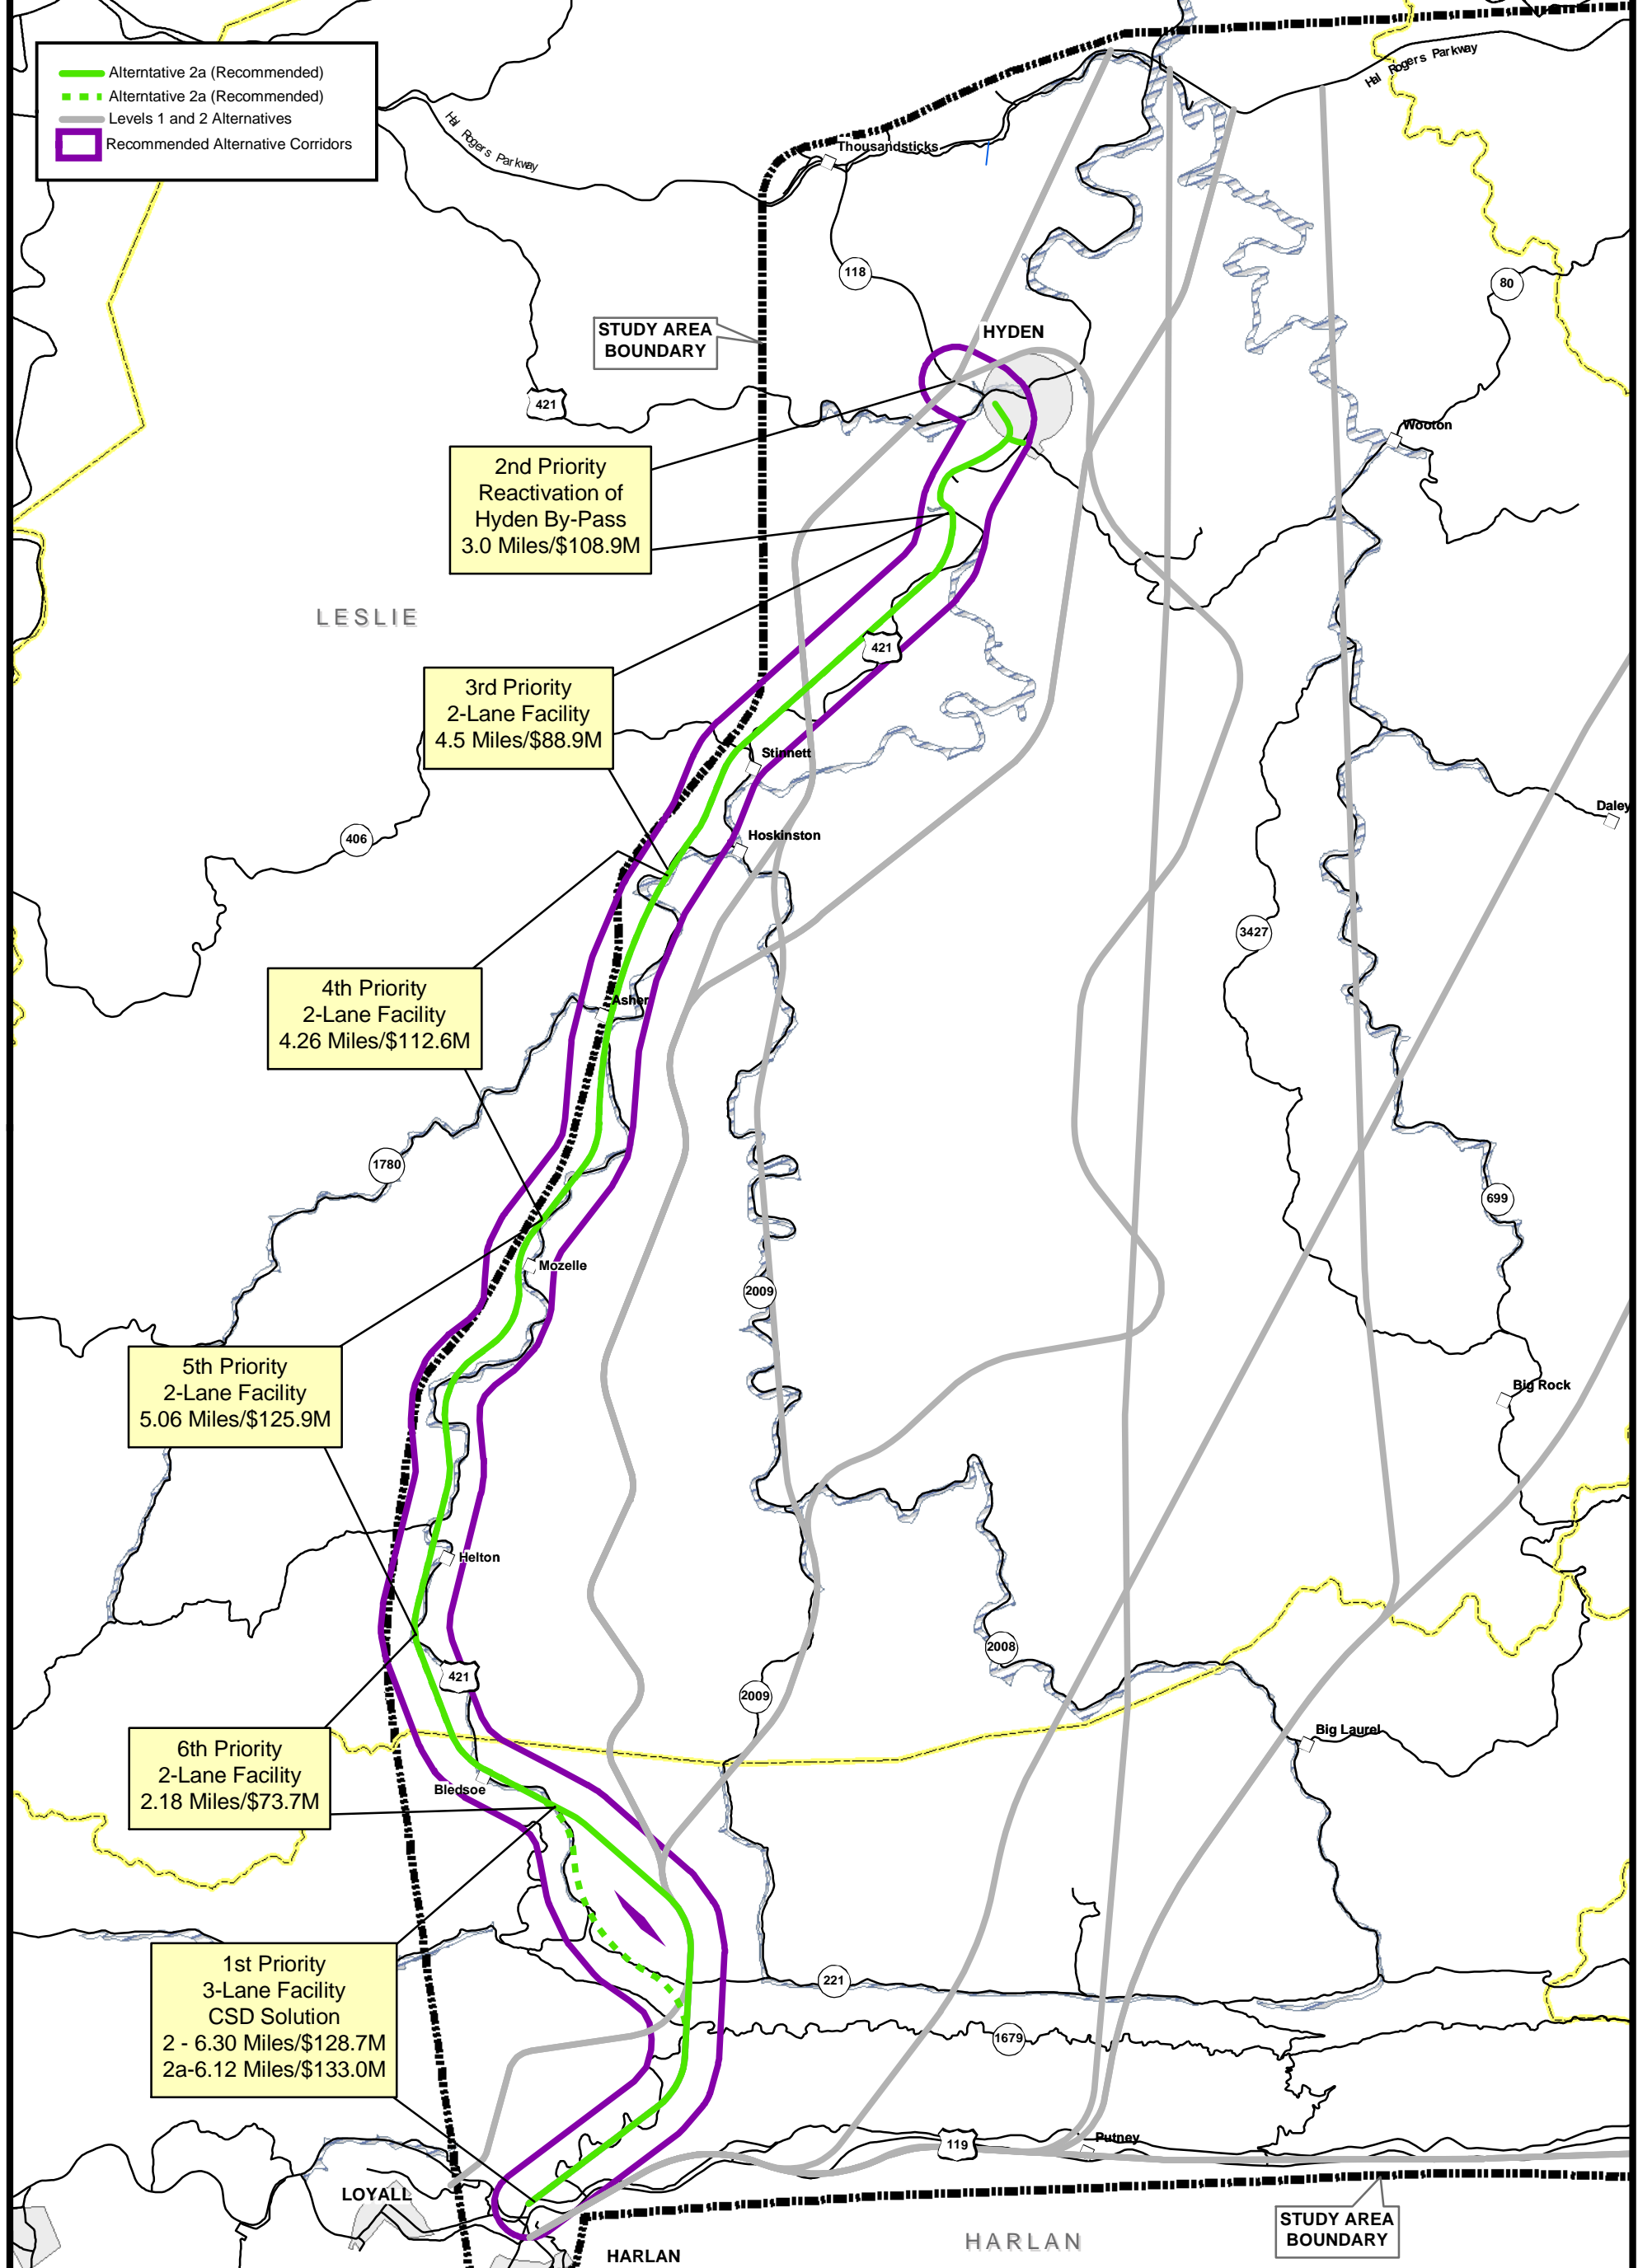 Alterntative 2a (Recommended)
Alterntative 2a (Recommended)
Levels 1 and 2 Alternatives
Recommended Alternative Corridors
Hal Rogers Parkway
Hal Rogers Parkway
Thousandsticks
118
80
STUDY AREA
BOUNDARY
HYDEN
421
Wooton
2nd Priority
Reactivation of
Hyden By-Pass
3.0 Miles/$108.9M
LESLIE
421
3rd Priority
2-Lane Facility
4.5 Miles/$88.9M
Stinnett
Daley
Hoskinston
406
3427
4th Priority
2-Lane Facility
4.26 Miles/$112.6M
Asher
1780
699
Mozelle
2009
5th Priority
2-Lane Facility
5.06 Miles/$125.9M
Big Rock
Helton
2008
421
2009
Big Laurel
6th Priority
2-Lane Facility
2.18 Miles/$73.7M
Bledsoe
1st Priority
3-Lane Facility
CSD Solution
2 - 6.30 Miles/$128.7M
2a-6.12 Miles/$133.0M
221
1679
119
Putney
LOYALL
STUDY AREA
BOUNDARY
HARLAN
HARLAN